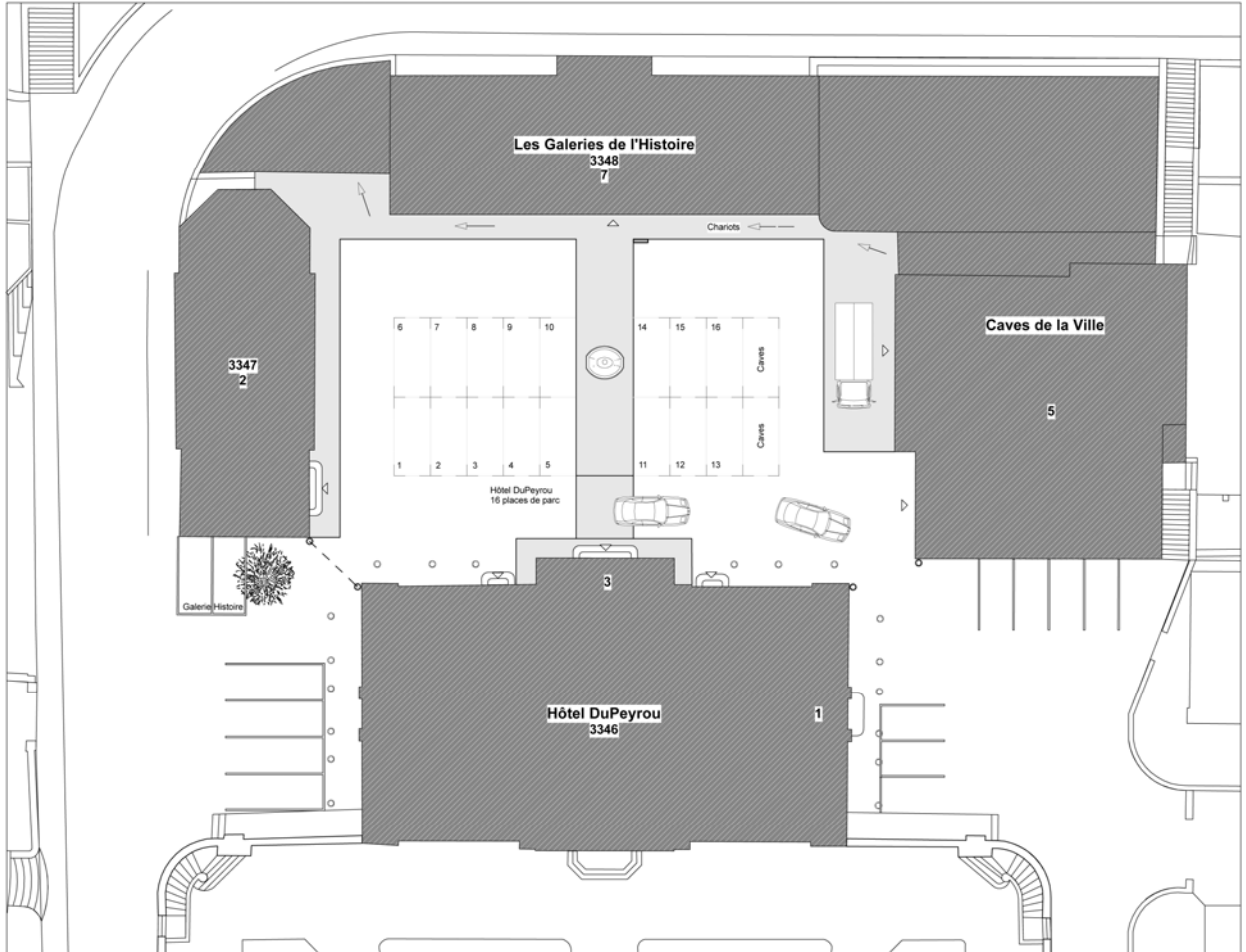 Les Galeries de l'Histoire
3348
7
Chariots
Caves de la Ville
5
3347
2
6 7 8 9 10
14 15 16 Caves
1 2 3 4 5
11 12 13 Caves
Hôtel DuPeyrou
16 places de parc
Galerie Histoire
3
Hôtel DuPeyrou
3346
1